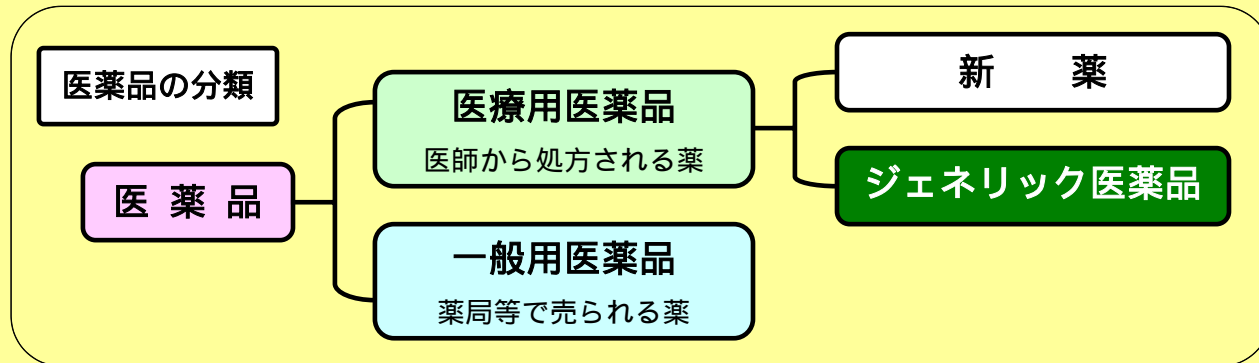 医薬品の分類
医薬品
医療用医薬品
医師から処方される薬
一般用医薬品
薬局等で売られる薬
新　　薬
ジェネリック医薬品